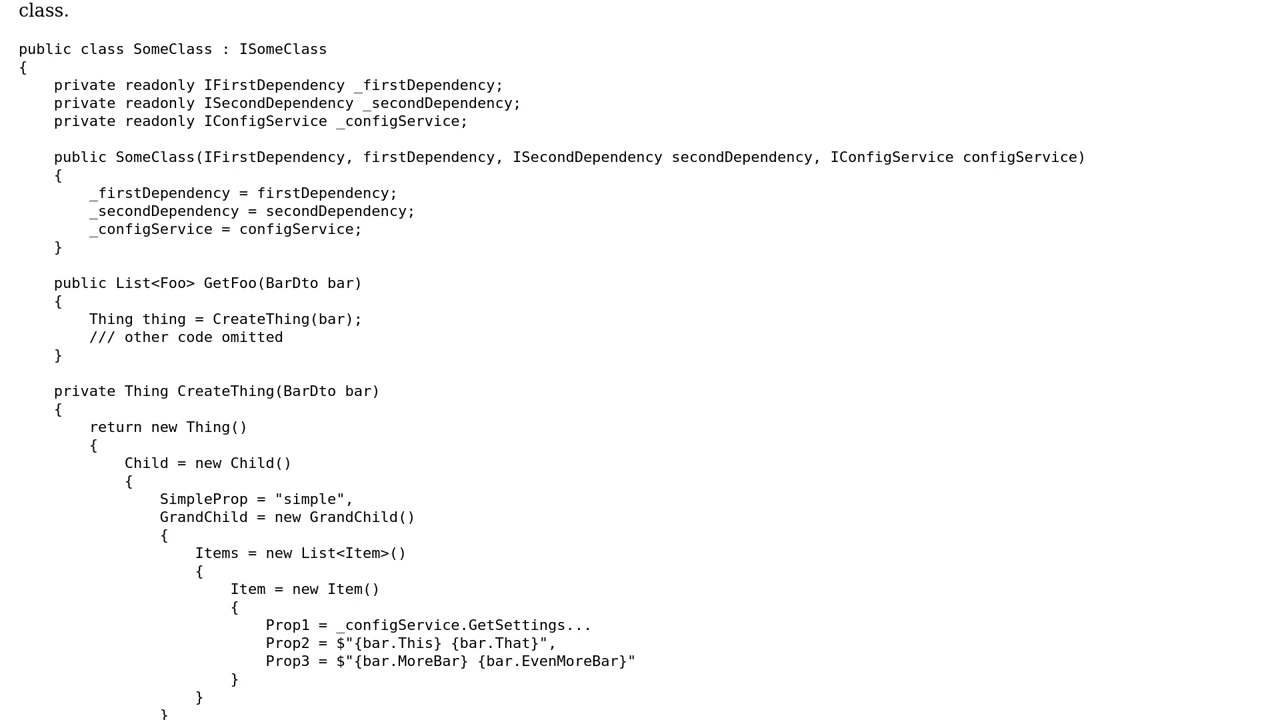 class.
public class SomeClass : ISomeClass
{
    private readonly IFirstDependency _firstDependency;
    private readonly ISecondDependency _secondDependency;
    private readonly IConfigService _configService;

    public SomeClass(IFirstDependency, firstDependency, ISecondDependency secondDependency, IConfigService configService)
    {
        _firstDependency = firstDependency;
        _secondDependency = secondDependency;
        _configService = configService;
    }

    public List<Foo> GetFoo(BarDto bar)
    {
        Thing thing = CreateThing(bar);
        /// other code omitted
    }

    private Thing CreateThing(BarDto bar)
    {
        return new Thing()
        {
            Child = new Child()
            {
                SimpleProp = "simple",
                GrandChild = new GrandChild()
                {
                    Items = new List<Item>()
                    {
                        Item = new Item()
                        {
                            Prop1 = _configService.GetSettings...
                            Prop2 = $"{bar.This} {bar.That}",
                            Prop3 = $"{bar.MoreBar} {bar.EvenMoreBar}"
                        }
                    }
                }